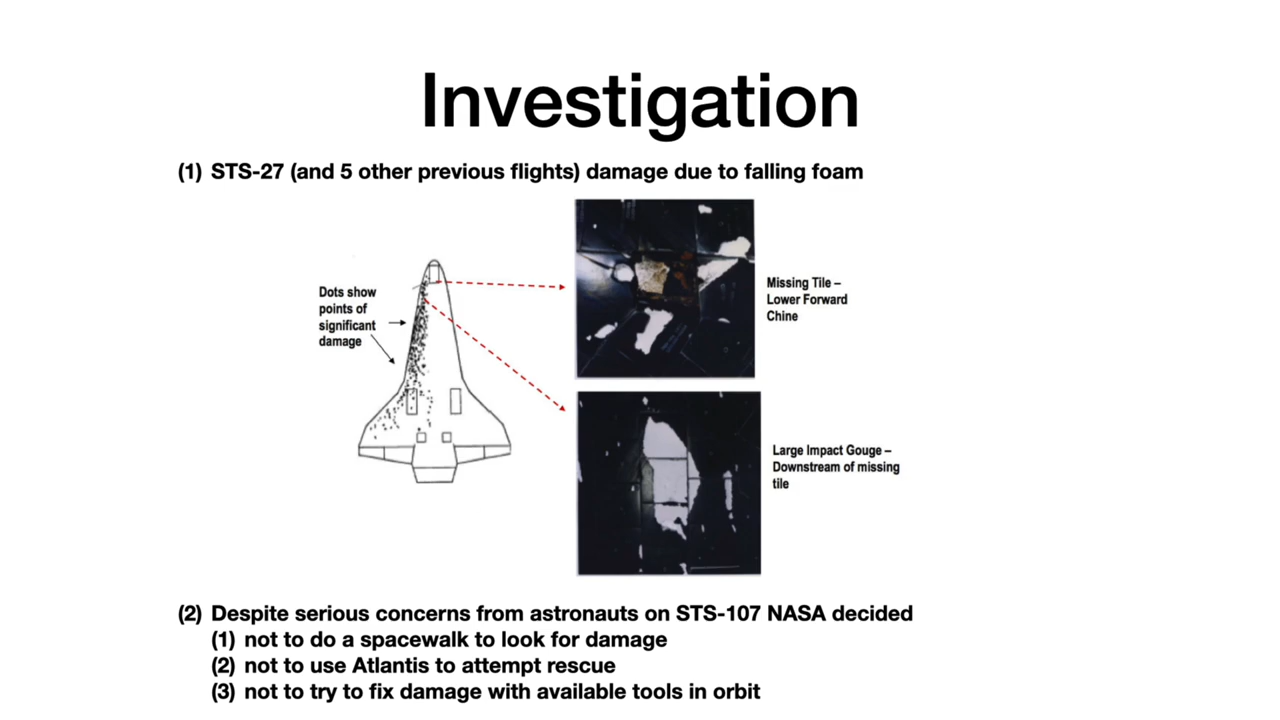 Investigation
(1) STS-27 (and 5 other previous flights) damage due to falling foam
Dots show
points of
significant
damage
Missing Tile –
Lower Forward
Chine
Large Impact Gouge –
Downstream of missing
tile
(2) Despite serious concerns from astronauts on STS-107 NASA decided
(1) not to do a spacewalk to look for damage
(2) not to use Atlantis to attempt rescue
(3) not to try to fix damage with available tools in orbit